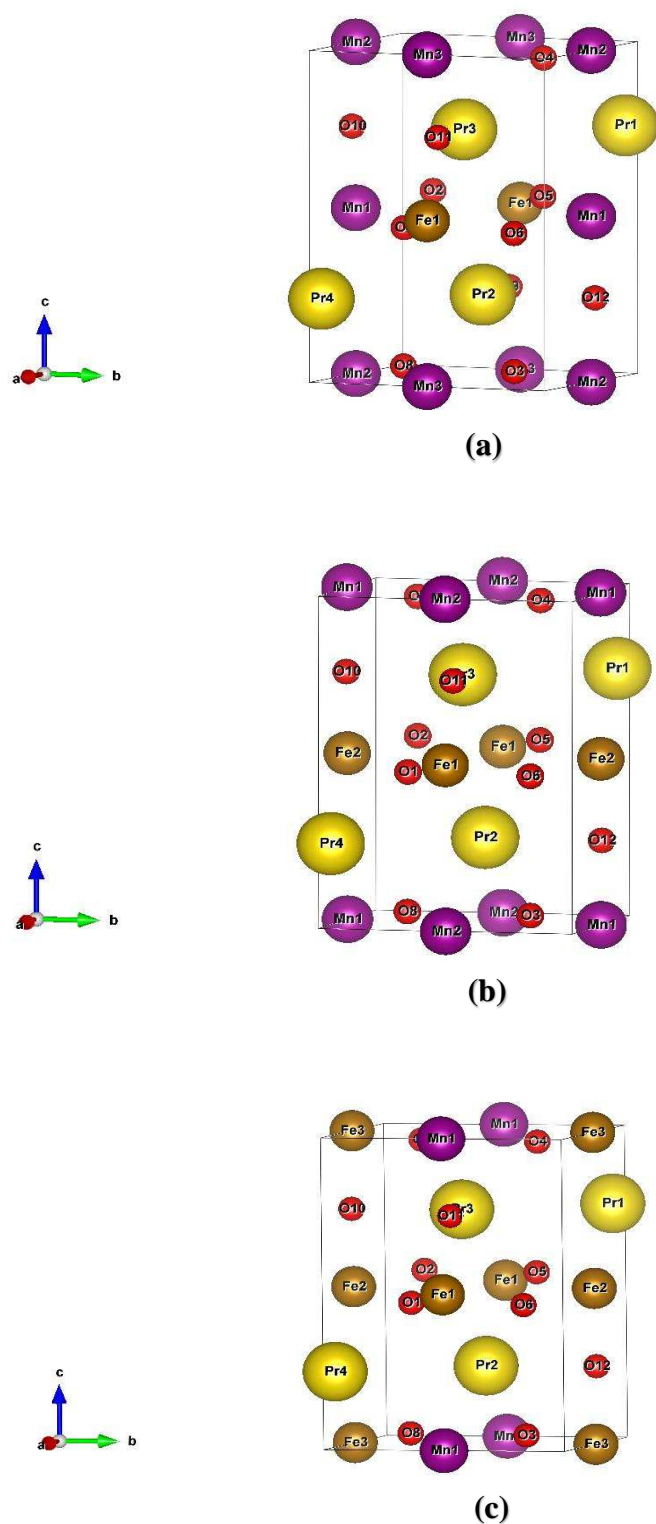 Mn2 Mn3 Mn3 O4 Mn2
O10 O11 Pr3 Pr1
Mn1 O2 Fe1 Fe1 O5 O6 Mn1
Pr4 Pr2 O12
Mn2 O8 Mn3 O3 Mn2
c
a b
(a)
Mn1 Mn2 Mn2 O4 Mn1
O10 O11 Pr1
Fe2 O2 O1 Fe1 Fe1 O5 O6 Fe2
Pr4 Pr2 O12
Mn1 O8 Mn2 Mn2 O3 Mn1
c
a b
(b)
Fe3 Mn1 Mn1 O4 Fe3
O10 O11 Pr3 Pr1
Fe2 O2 O1 Fe1 Fe1 O5 O6 Fe2
Pr4 Pr2 O12
Fe3 O8 Mn1 O3 Fe3
c
a b
(c)